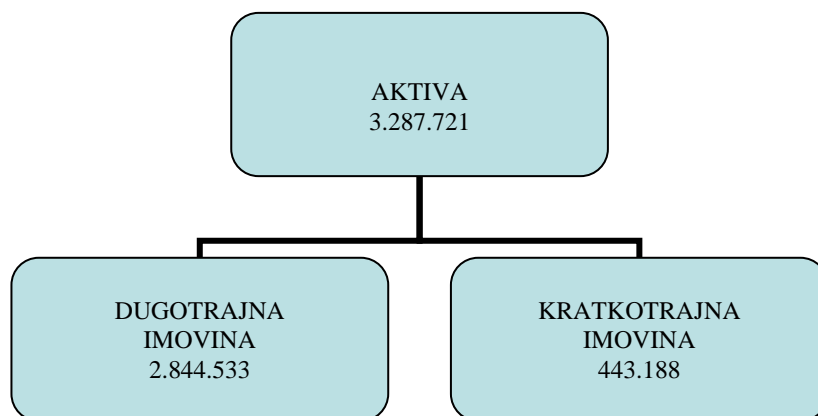 AKTIVA
3.287.721
DUGOTRAJNA
IMOVINA
2.844.533
KRATKOTRAJNA
IMOVINA
443.188